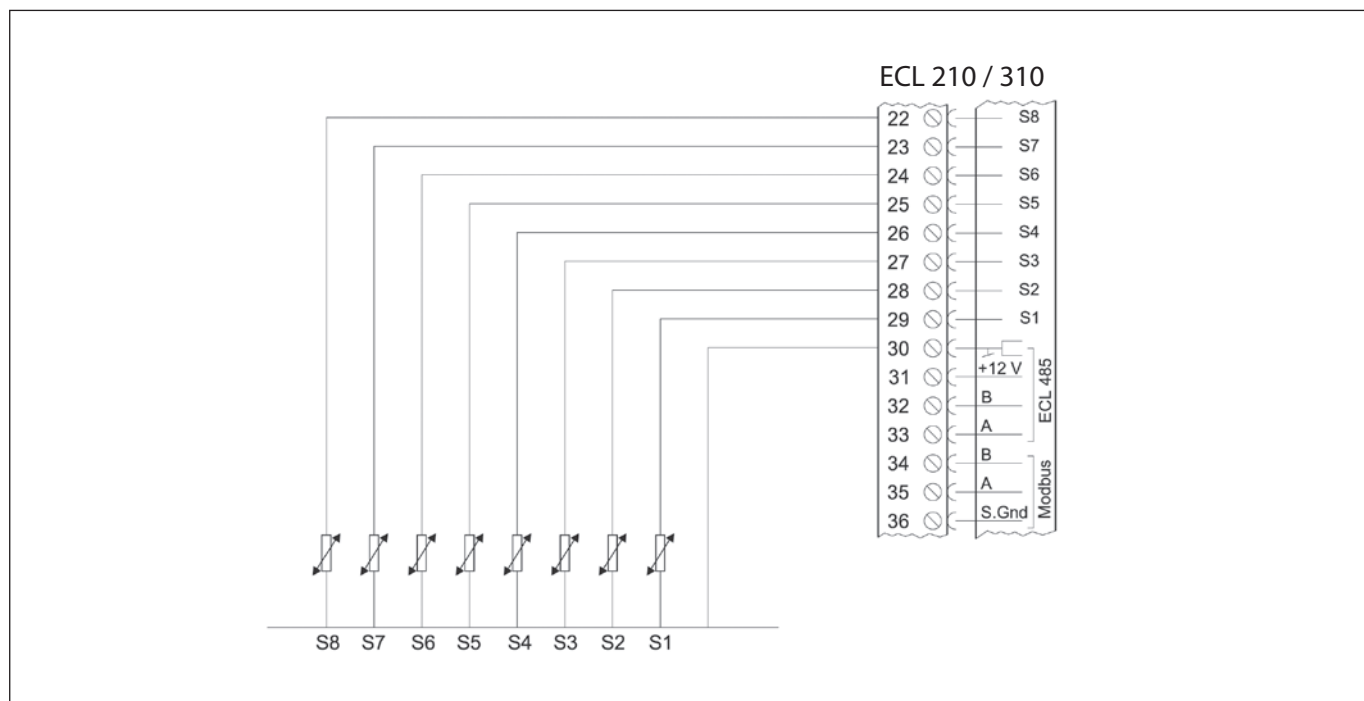 ECL 210 / 310
22 S8
23 S7
24 S6
25 S5
26 S4
27 S3
28 S2
29 S1
30
31 +12 V
32 B
33 A
ECL 485
34 B
35 A
36 S.Gnd
Modbus
S8 S7 S6 S5 S4 S3 S2 S1